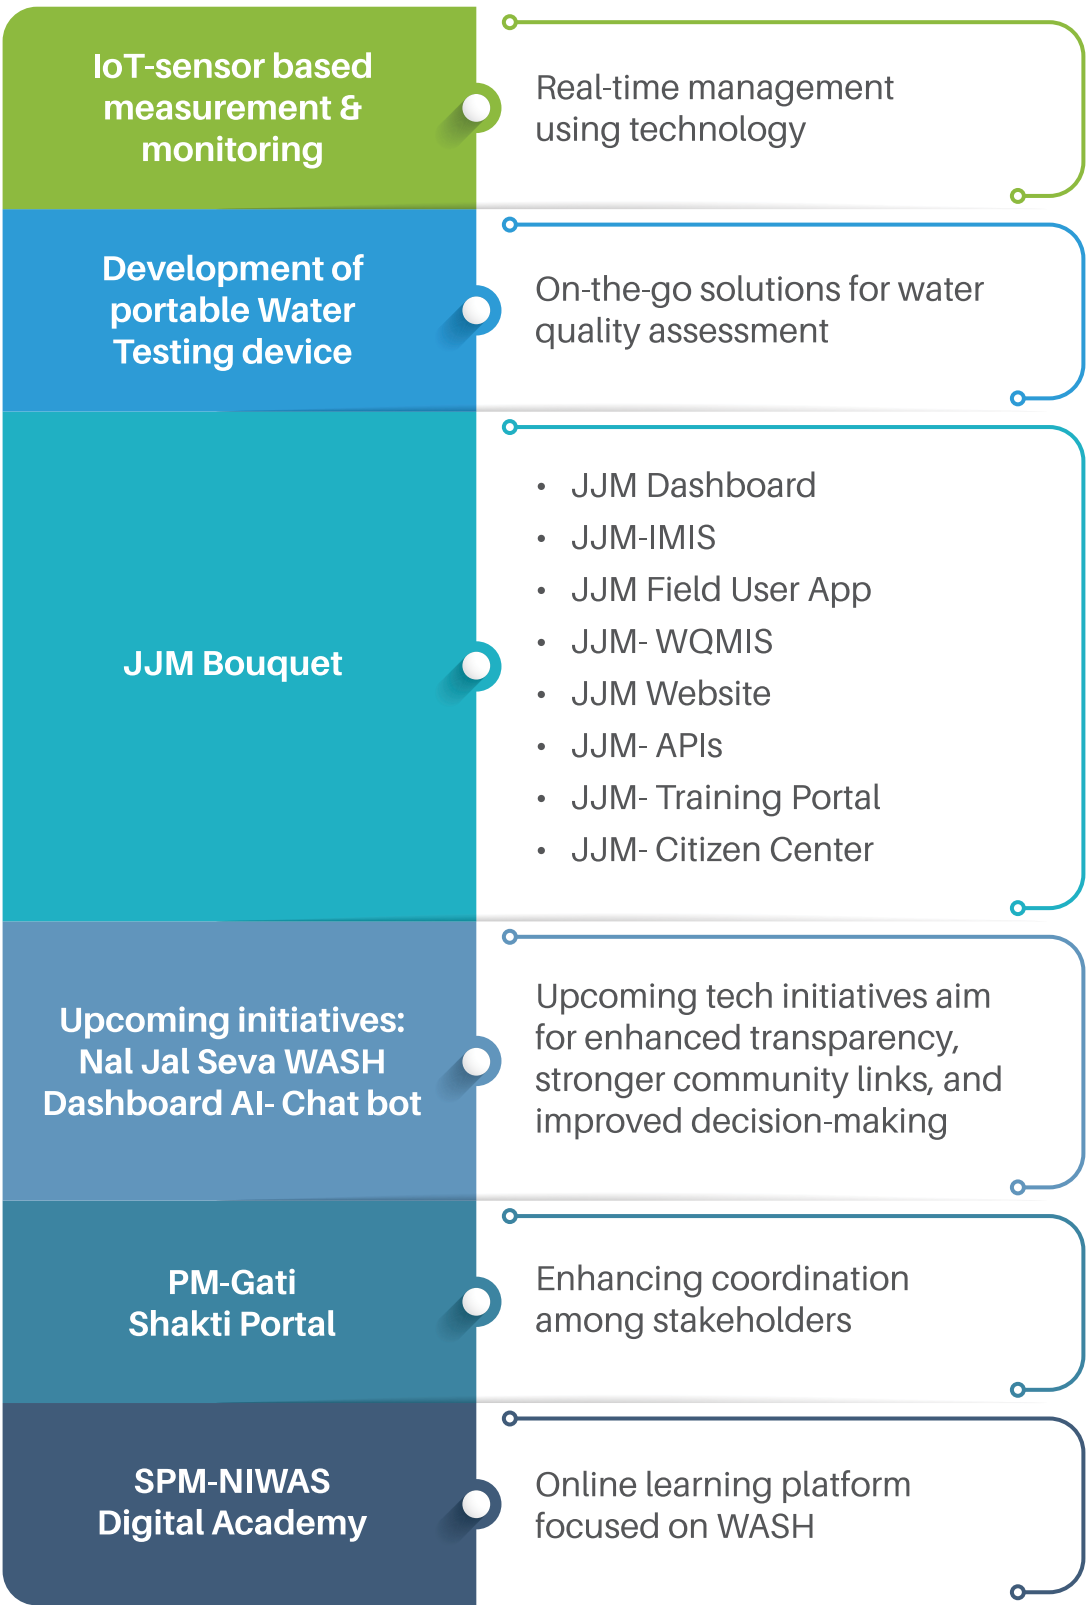 IoT-sensor based
measurement &
monitoring
Real-time management
using technology
Development of
portable Water
Testing device
On-the-go solutions for water
quality assessment
JJM Bouquet
• JJM Dashboard
• JJM-IMIS
• JJM Field User App
• JJM- WQMIS
• JJM Website
• JJM- APIs
• JJM- Training Portal
• JJM- Citizen Center
Upcoming initiatives:
Nal Jal Seva WASH
Dashboard AI- Chat bot
Upcoming tech initiatives aim
for enhanced transparency,
stronger community links, and
improved decision-making
PM-Gati
Shakti Portal
Enhancing coordination
among stakeholders
SPM-NIWAS
Digital Academy
Online learning platform
focused on WASH